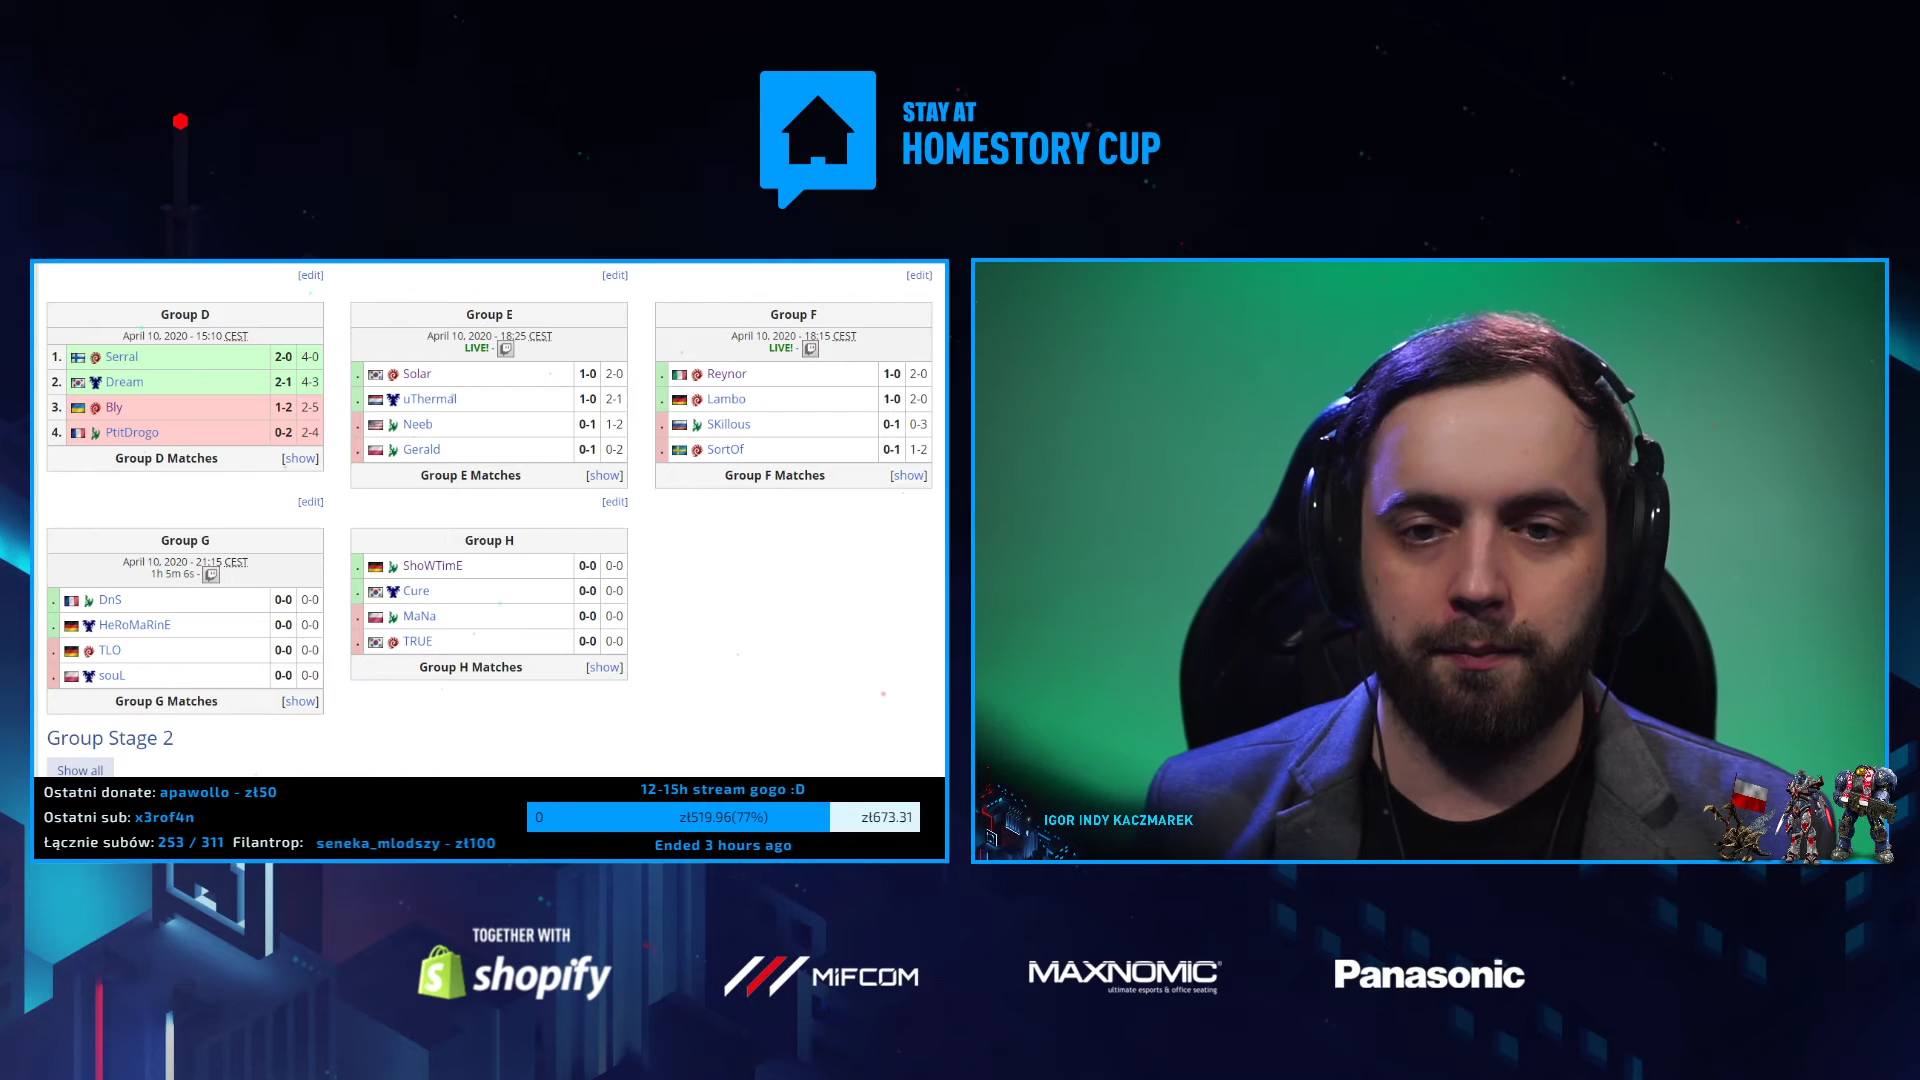 STAY AT
HOMESTORY CUP
[edit]
[edit]
[edit]
Group D
April 10, 2020 - 15:10 CEST
1. Serral 2-0 4-0
2. Dream 2-1 4-3
3. Bly 1-2 2-5
4. PtitDrogo 0-2 2-4
Group D Matches [show]
Group E
April 10, 2020 - 18:25 CEST
LIVE! -
. Solar 1-0 2-0
. uThermal 1-0 2-1
. Neeb 0-1 1-2
. Gerald 0-1 0-2
Group E Matches [show]
Group F
April 10, 2020 - 18:15 CEST
LIVE! -
. Reynor 1-0 2-0
. Lambo 1-0 2-0
. SKillous 0-1 0-3
. SortOf 0-1 1-2
Group F Matches [show]
[edit]
[edit]
Group G
April 10, 2020 - 21:15 CEST
1h 5m 6s -
. DnS 0-0 0-0
. HeRoMaRinE 0-0 0-0
. TLO 0-0 0-0
. souL 0-0 0-0
Group G Matches [show]
Group H
. ShoWTimE 0-0 0-0
. Cure 0-0 0-0
. MaNa 0-0 0-0
. TRUE 0-0 0-0
Group H Matches [show]
Group Stage 2
Show all
Ostatni donate: apawollo - zł50
Ostatni sub: x3rof4n
Łącznie subów: 253 / 311 Filantrop: seneka_mlodszy - zł100
12-15h stream gogo :D
0 zł519.96(77%) zł673.31
Ended 3 hours ago
IGOR INDY KACZMAREK
TOGETHER WITH
shopify
MIFCOM
MAXNOMIC
ultimate esports & office seating
Panasonic